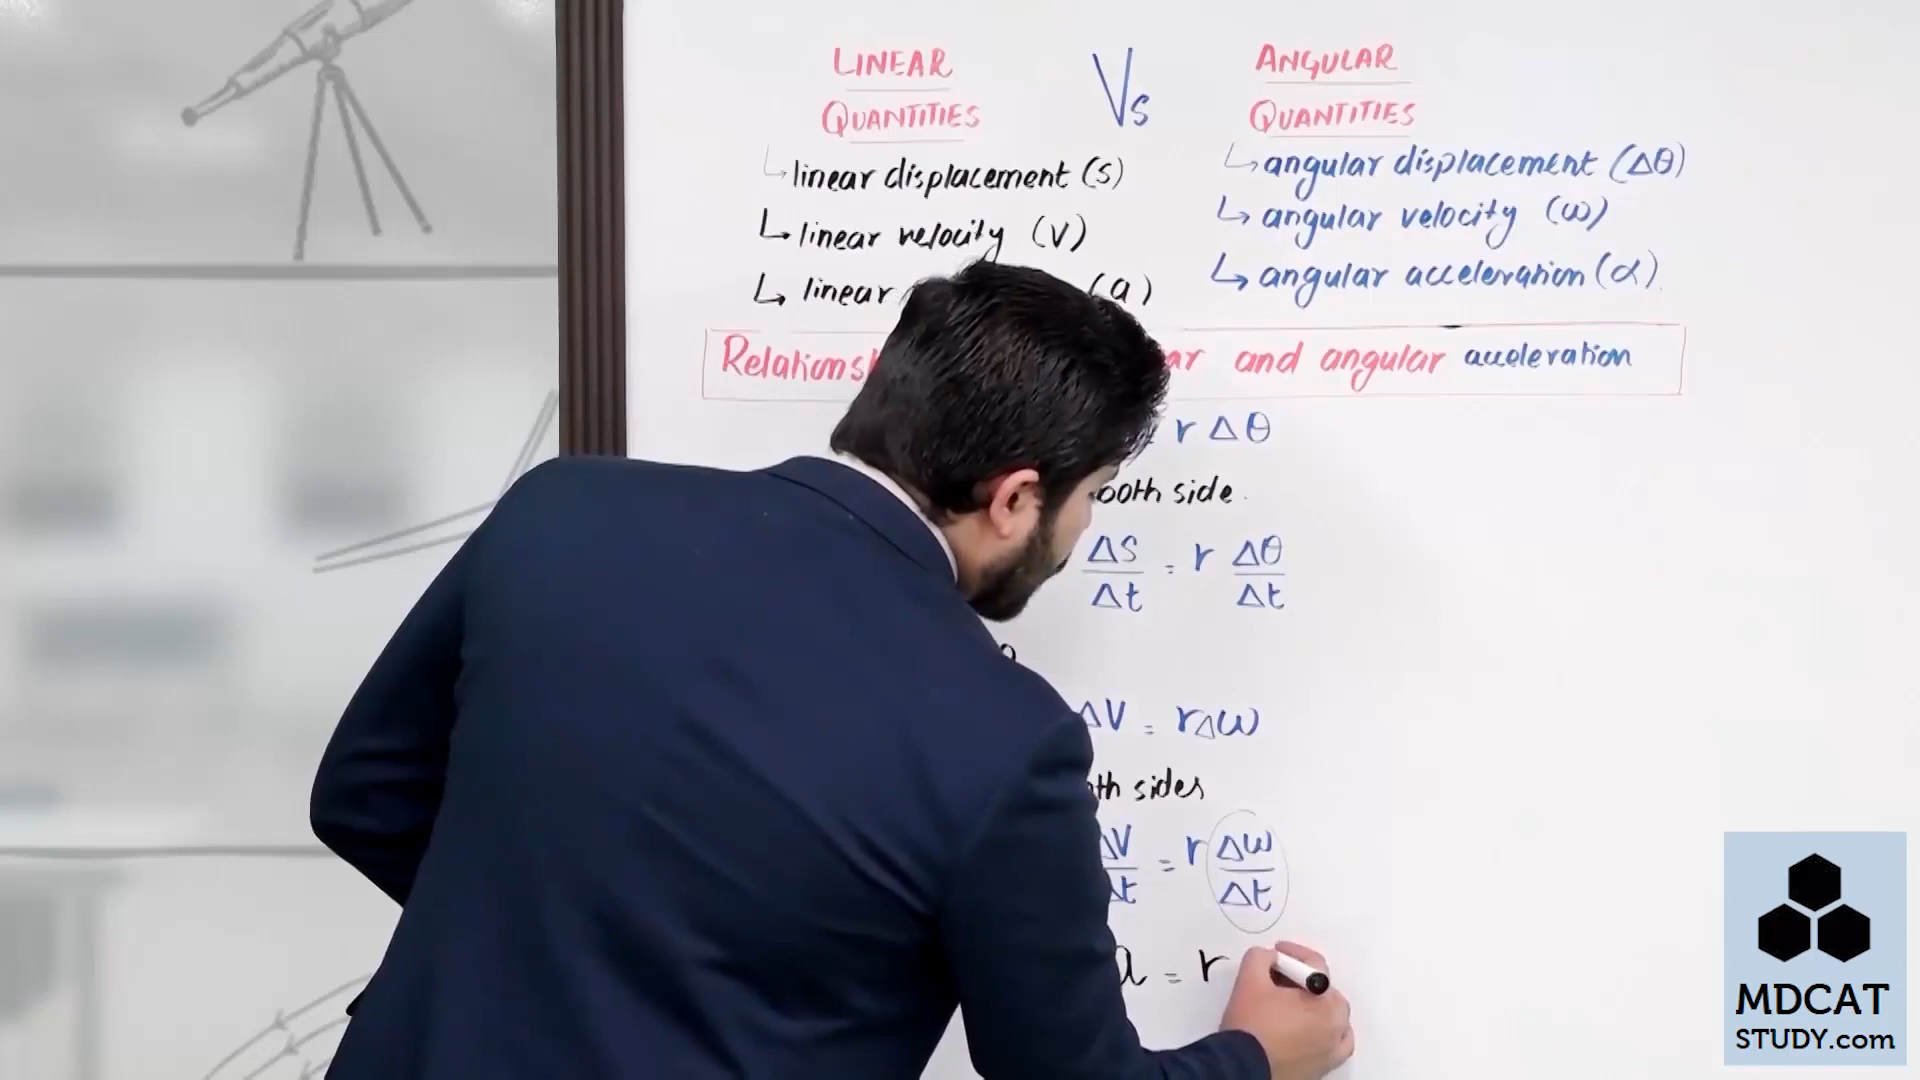 LINEAR QUANTITIES Vs ANGULAR QUANTITIES
↳ linear displacement (S)
↳ linear velocity (V)
↳ linear (a)
↳ angular displacement (Δθ)
↳ angular velocity (ω)
↳ angular acceleration (α)
and angular acceleration
r Δθ
both side.
ΔS/Δt = r Δθ/Δt
ΔV = rΔω
sides
ΔV/Δt = r Δω/Δt
a = r
MDCAT
STUDY.com